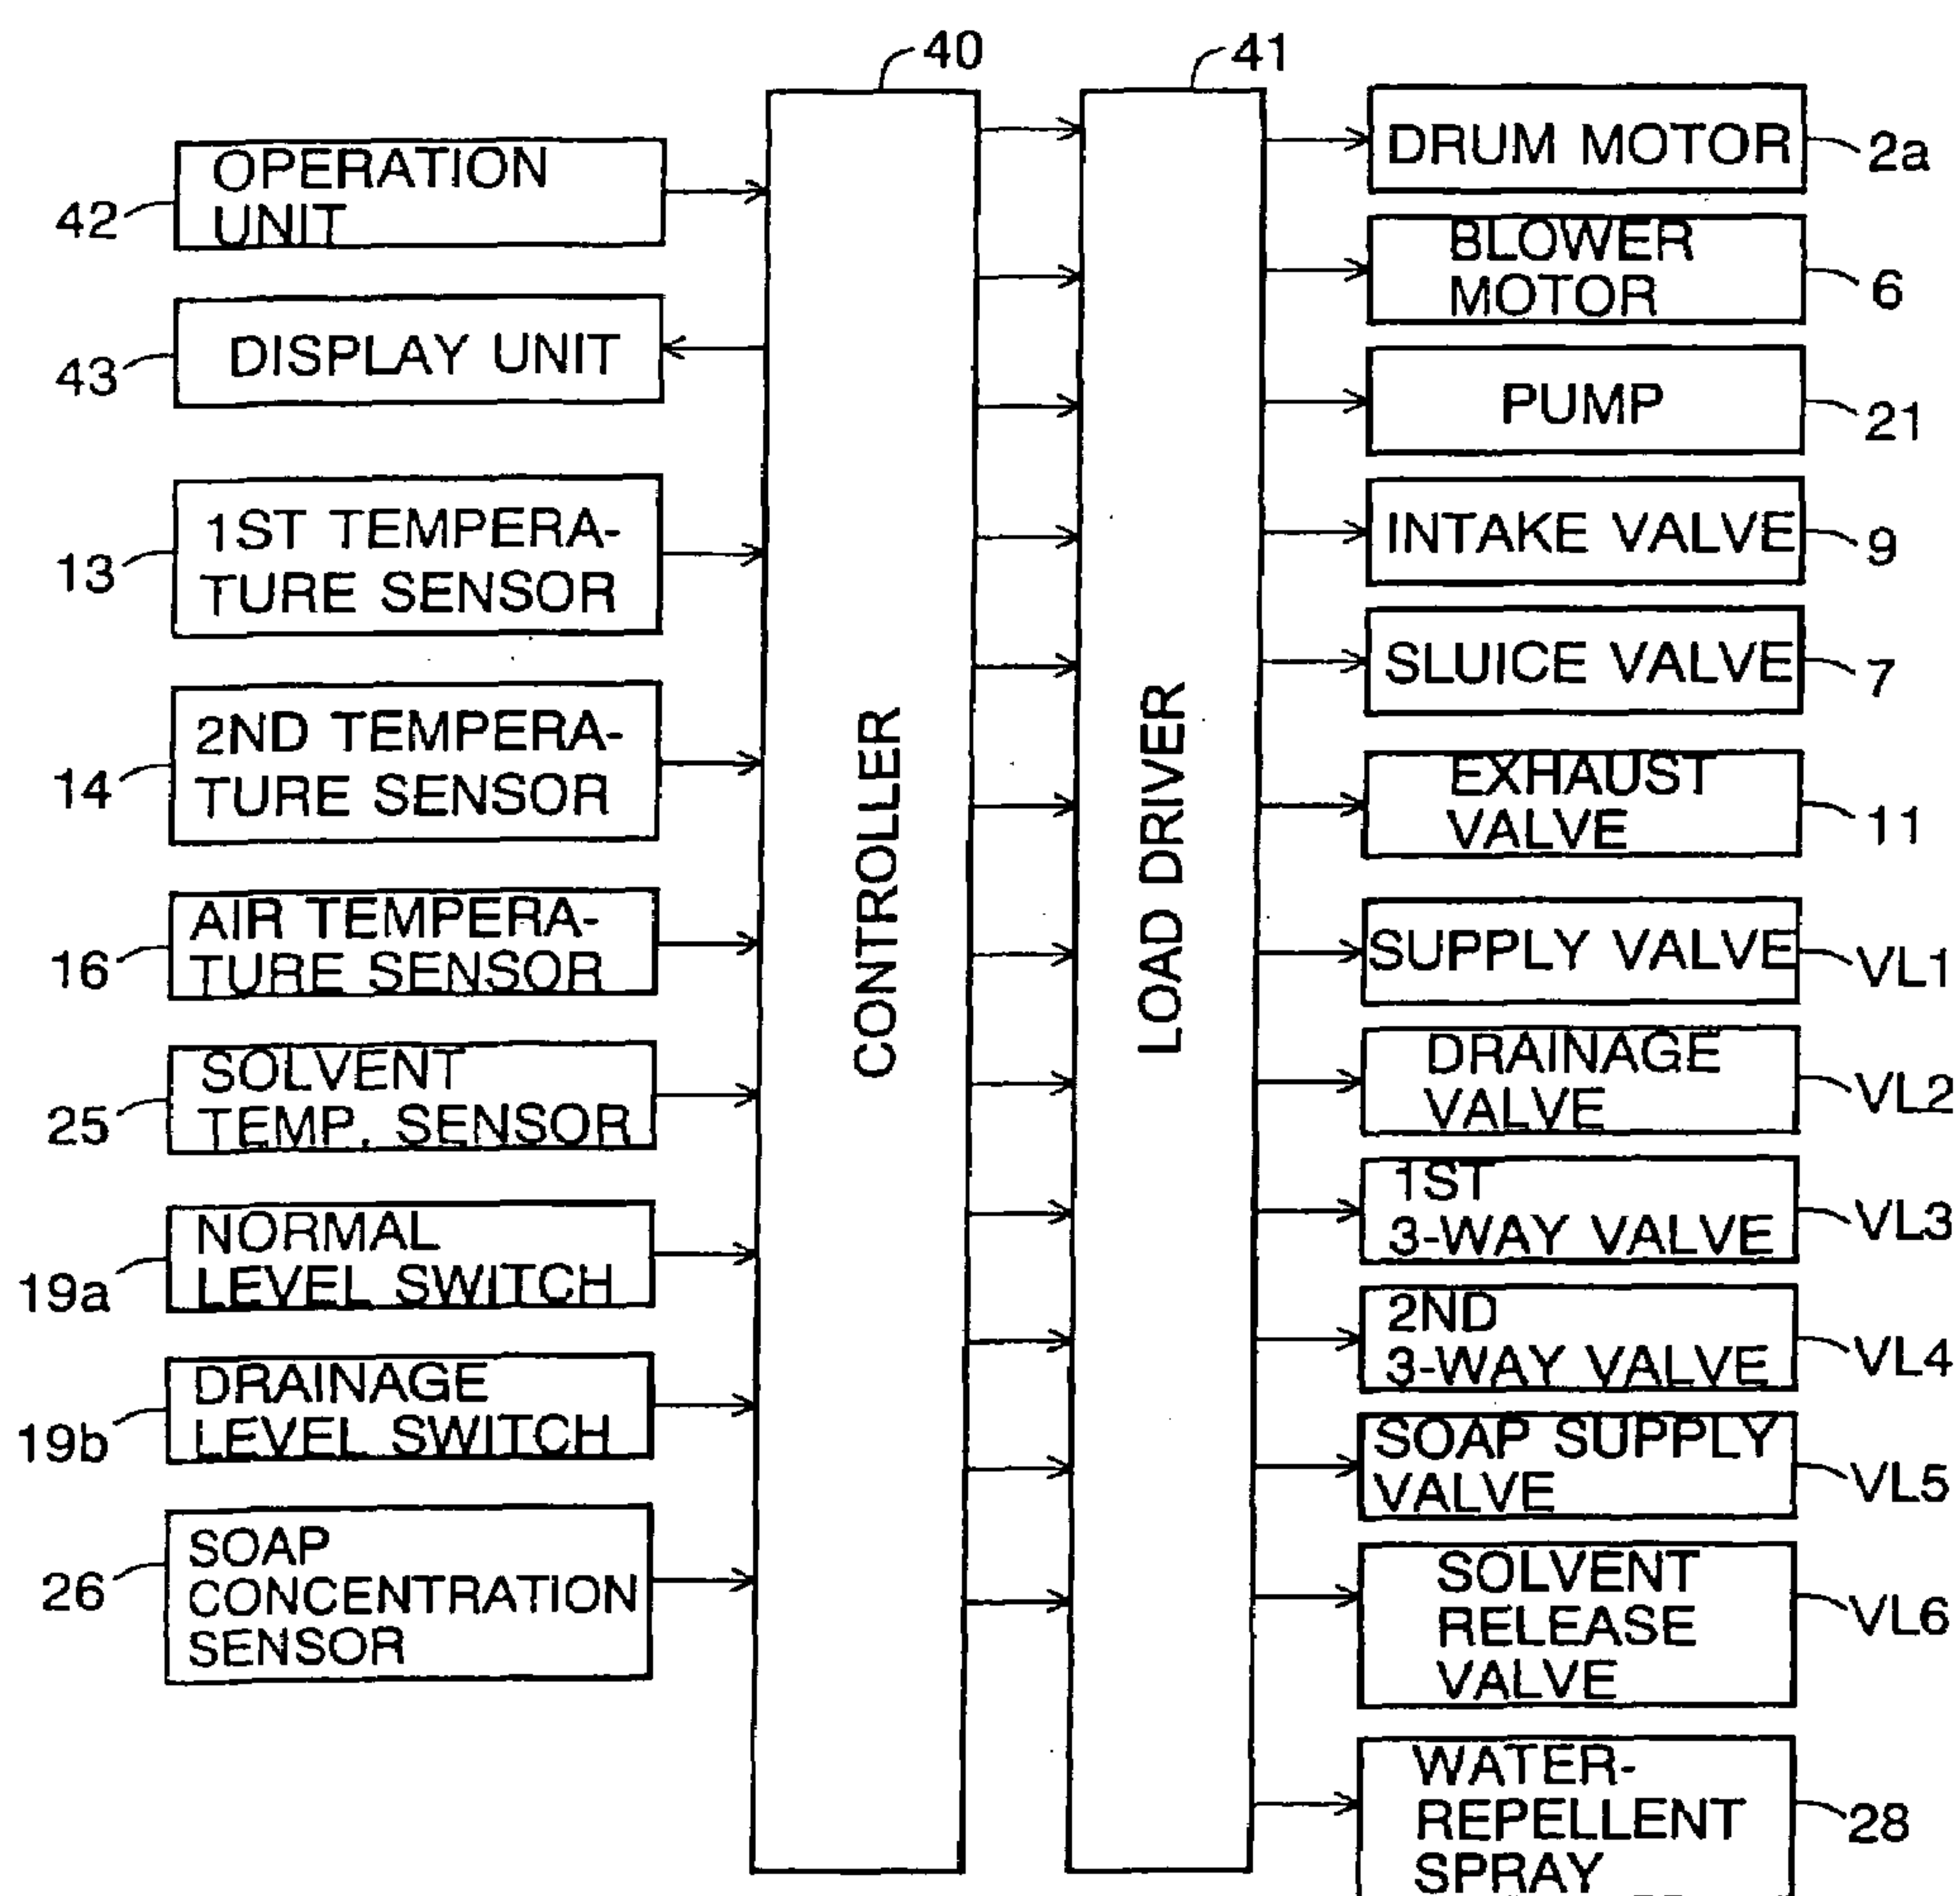 40
41
OPERATION
UNIT
42
DISPLAY UNIT
43
1ST TEMPERA-
TURE SENSOR
13
2ND TEMPERA-
TURE SENSOR
14
AIR TEMPERA-
TURE SENSOR
16
SOLVENT
TEMP. SENSOR
25
NORMAL
LEVEL SWITCH
19a
DRAINAGE
LEVEL SWITCH
19b
SOAP
CONCENTRATION
SENSOR
26
CONTROLLER
LOAD DRIVER
DRUM MOTOR
2a
BLOWER
MOTOR
6
PUMP
21
INTAKE VALVE
9
SLUICE VALVE
7
EXHAUST
VALVE
11
SUPPLY VALVE
VL1
DRAINAGE
VALVE
VL2
1ST
3-WAY VALVE
VL3
2ND
3-WAY VALVE
VL4
SOAP SUPPLY
VALVE
VL5
SOLVENT
RELEASE
VALVE
VL6
WATER-
REPELLENT
SPRAY
28